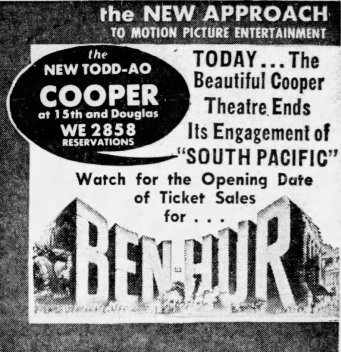 the NEW APPROACH
TO MOTION PICTURE ENTERTAINMENT
the
NEW TODD-AO
COOPER
at 15th and Douglas
WE 2858
RESERVATIONS
TODAY...The
Beautiful Cooper
Theatre Ends
Its Engagement of
"SOUTH PACIFIC"
Watch for the Opening Date
of Ticket Sales
for . . .
BEN-HUR